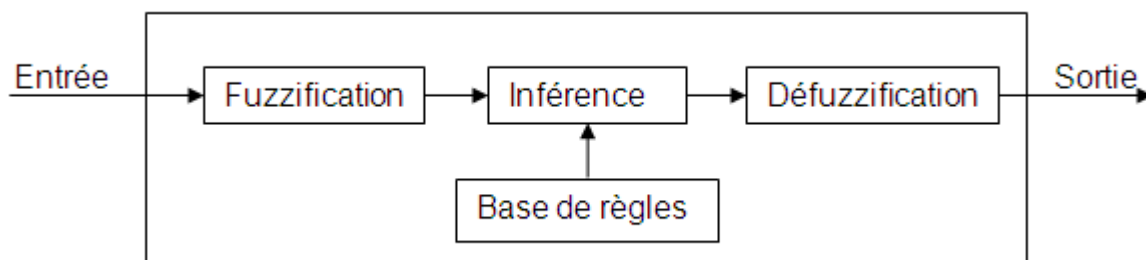 Entrée
Fuzzification
Inférence
Défuzzification
Sortie
Base de règles